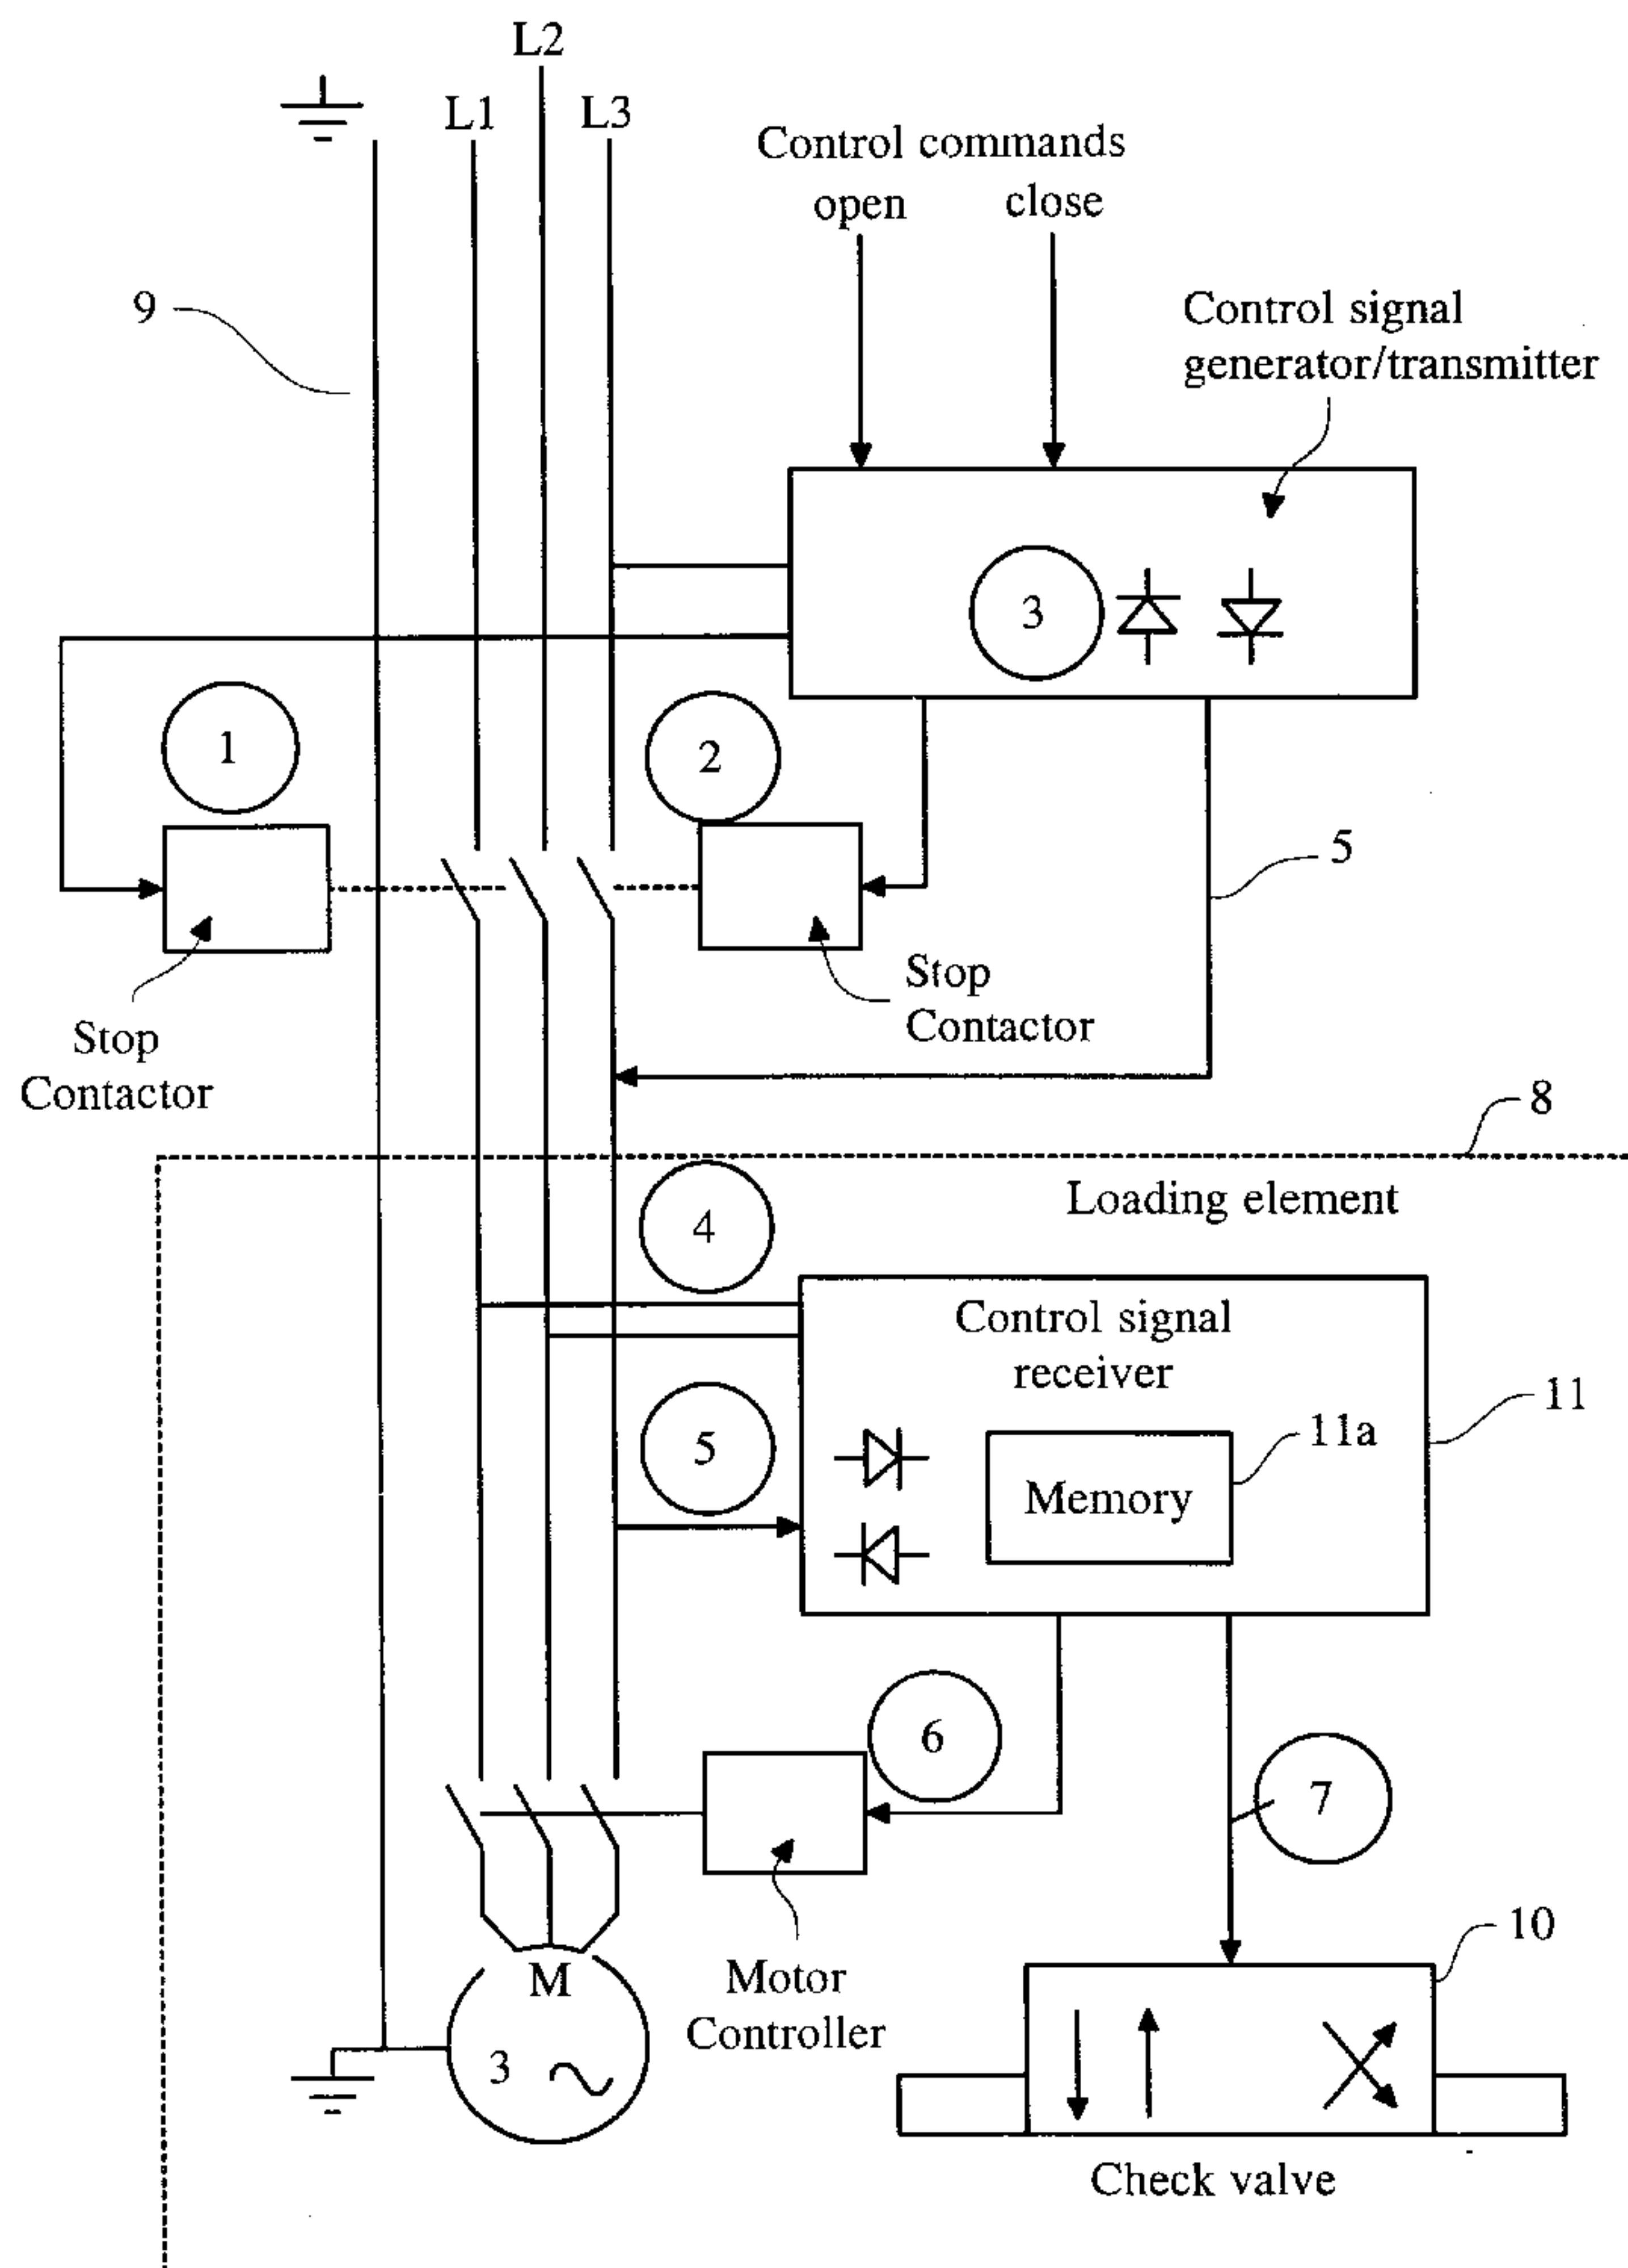 L2
L1
L3
Control commands
open
close
9
Control signal
generator/transmitter
3
1
2
5
Stop
Contactor
Stop
Contactor
8
Loading element
4
Control signal
receiver
11
5
11a
Memory
6
7
10
M
3
Motor
Controller
Check valve